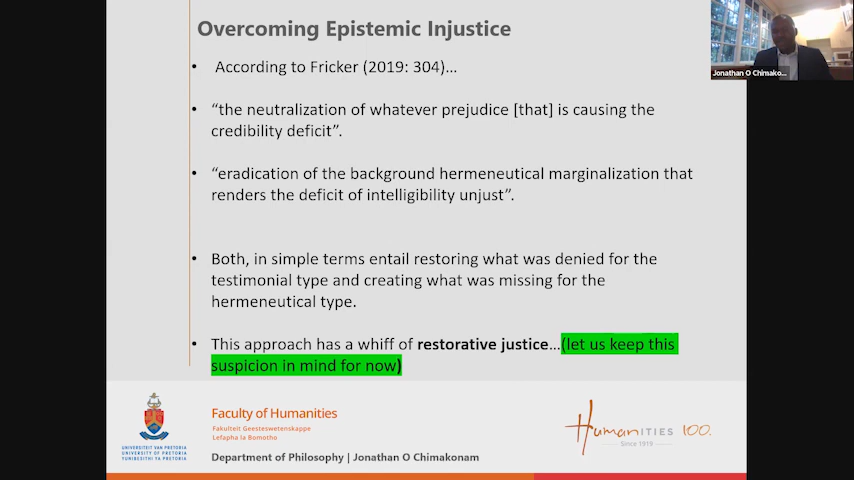 Overcoming Epistemic Injustice
• According to Fricker (2019: 304)…
• “the neutralization of whatever prejudice [that] is causing the
credibility deficit”.
• “eradication of the background hermeneutical marginalization that
renders the deficit of intelligibility unjust”.
• Both, in simple terms entail restoring what was denied for the
testimonial type and creating what was missing for the
hermeneutical type.
• This approach has a whiff of restorative justice…(let us keep this
suspicion in mind for now)
Jonathan O Chimako...
UNIVERSITEIT VAN PRETORIA
UNIVERSITY OF PRETORIA
YUNIBESITHI YA PRETORIA
Faculty of Humanities
Fakulteit Geesteswetenskappe
Lefapha la Bomotho
Department of Philosophy | Jonathan O Chimakonam
Humanities 100.
Since 1919